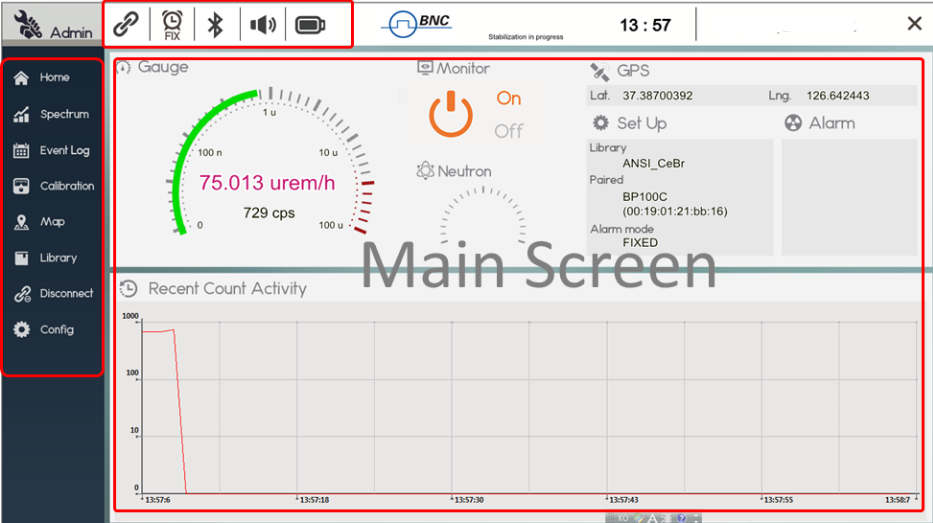 Admin
FIX
BNC
Stabilization in progress
13 : 57
Home
Spectrum
Event Log
Calibration
Map
Library
Disconnect
Config
Gauge
1 u
100 n
10 u
75.013 urem/h
729 cps
0
100 u
Monitor
On
Off
Neutron
GPS
Lat. 37.38700392
Lng. 126.642443
Set Up
Alarm
Library
ANSI_CeBr
Paired
BP100C
(00:19:01:21:bb:16)
Alarm mode
FIXED
Main Screen
Recent Count Activity
1000
100
10
0
13:57:6
13:57:18
13:57:30
13:57:43
13:57:55
13:58:7